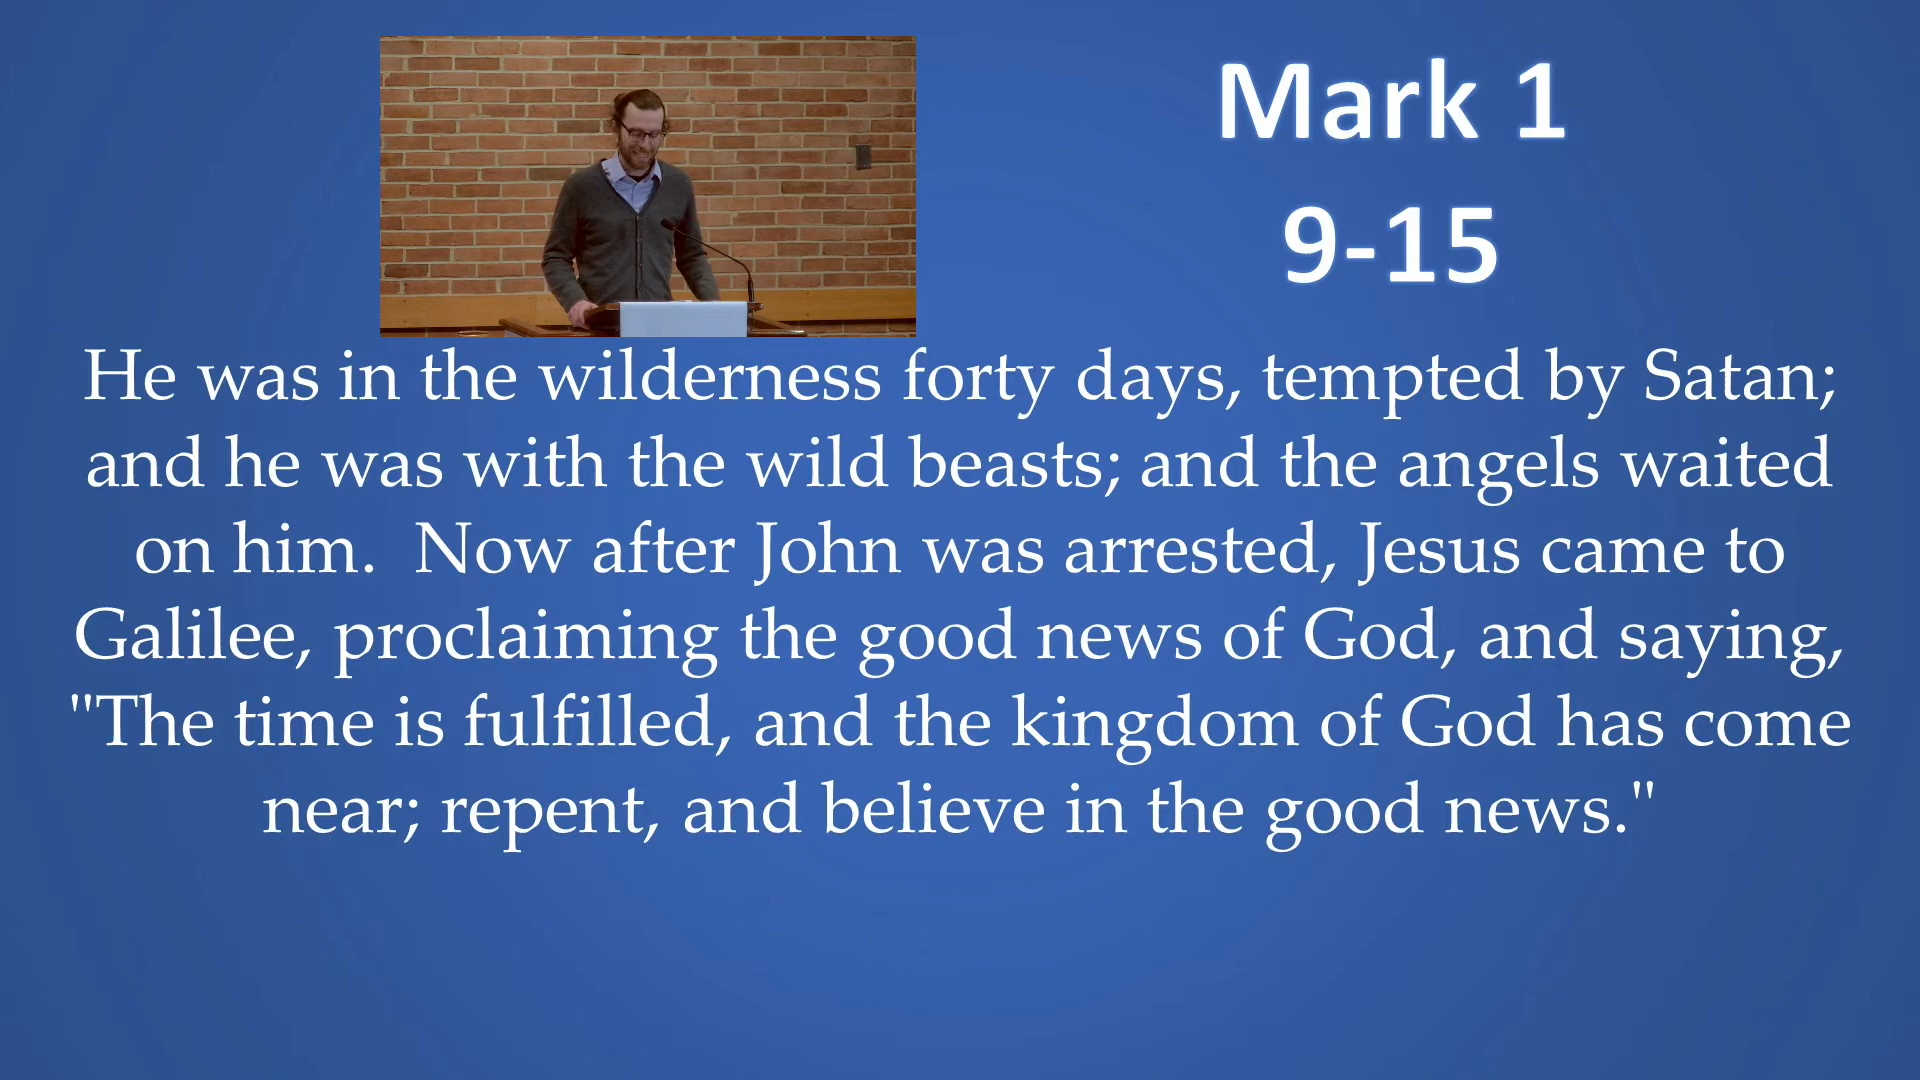 Mark 1
9-15
He was in the wilderness forty days, tempted by Satan;
and he was with the wild beasts; and the angels waited
on him.  Now after John was arrested, Jesus came to
Galilee, proclaiming the good news of God, and saying,
"The time is fulfilled, and the kingdom of God has come
near; repent, and believe in the good news."